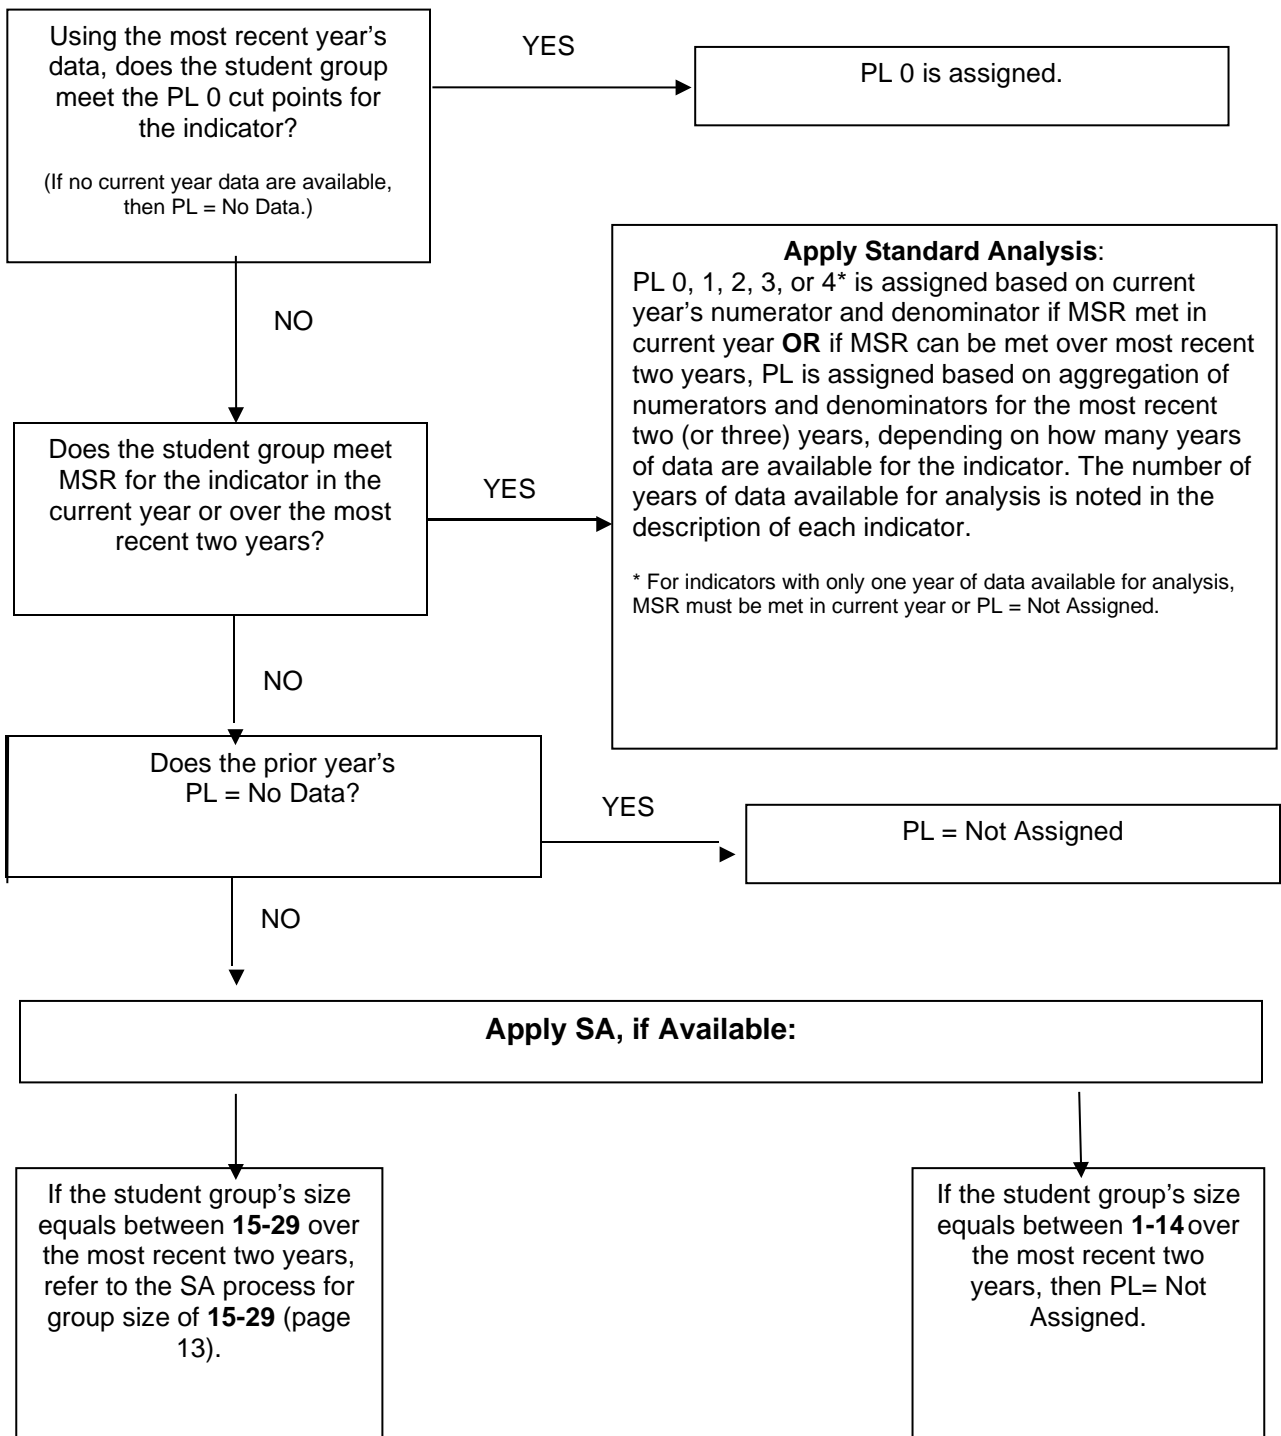 Using the most recent year's
data, does the student group
meet the PL 0 cut points for
the indicator?
(If no current year data are available,
then PL = No Data.)
YES
PL 0 is assigned.
NO
Apply Standard Analysis:
PL 0, 1, 2, 3, or 4* is assigned based on current
year's numerator and denominator if MSR met in
current year OR if MSR can be met over most recent
two years, PL is assigned based on aggregation of
numerators and denominators for the most recent
two (or three) years, depending on how many years
of data are available for the indicator. The number of
years of data available for analysis is noted in the
description of each indicator.
* For indicators with only one year of data available for analysis,
MSR must be met in current year or PL = Not Assigned.
Does the student group meet
MSR for the indicator in the
current year or over the most
recent two years?
YES
NO
Does the prior year's
PL = No Data?
YES
PL = Not Assigned
NO
Apply SA, if Available:
If the student group's size
equals between 15-29 over
the most recent two years,
refer to the SA process for
group size of 15-29 (page
13).
If the student group's size
equals between 1-14 over
the most recent two
years, then PL= Not
Assigned.